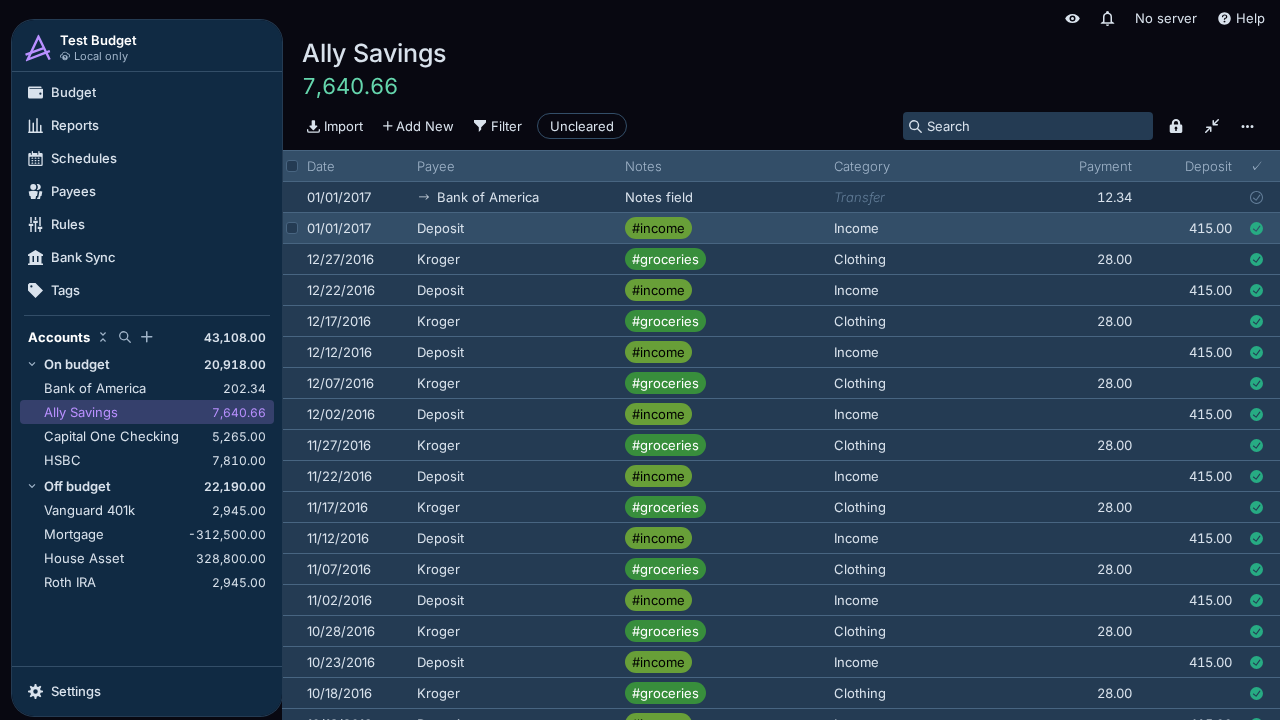 Test Budget
Local only
Budget
Reports
Schedules
Payees
Rules
Bank Sync
Tags
Accounts 43,108.00
On budget 20,918.00
Bank of America 202.34
Ally Savings 7,640.66
Capital One Checking 5,265.00
HSBC 7,810.00
Off budget 22,190.00
Vanguard 401k 2,945.00
Mortgage -312,500.00
House Asset 328,800.00
Roth IRA 2,945.00
Settings
No server Help
Ally Savings
7,640.66
Import Add New Filter Uncleared Search
Date Payee Notes Category Payment Deposit
01/01/2017 → Bank of America Notes field Transfer 12.34
01/01/2017 Deposit #income Income 415.00
12/27/2016 Kroger #groceries Clothing 28.00
12/22/2016 Deposit #income Income 415.00
12/17/2016 Kroger #groceries Clothing 28.00
12/12/2016 Deposit #income Income 415.00
12/07/2016 Kroger #groceries Clothing 28.00
12/02/2016 Deposit #income Income 415.00
11/27/2016 Kroger #groceries Clothing 28.00
11/22/2016 Deposit #income Income 415.00
11/17/2016 Kroger #groceries Clothing 28.00
11/12/2016 Deposit #income Income 415.00
11/07/2016 Kroger #groceries Clothing 28.00
11/02/2016 Deposit #income Income 415.00
10/28/2016 Kroger #groceries Clothing 28.00
10/23/2016 Deposit #income Income 415.00
10/18/2016 Kroger #groceries Clothing 28.00